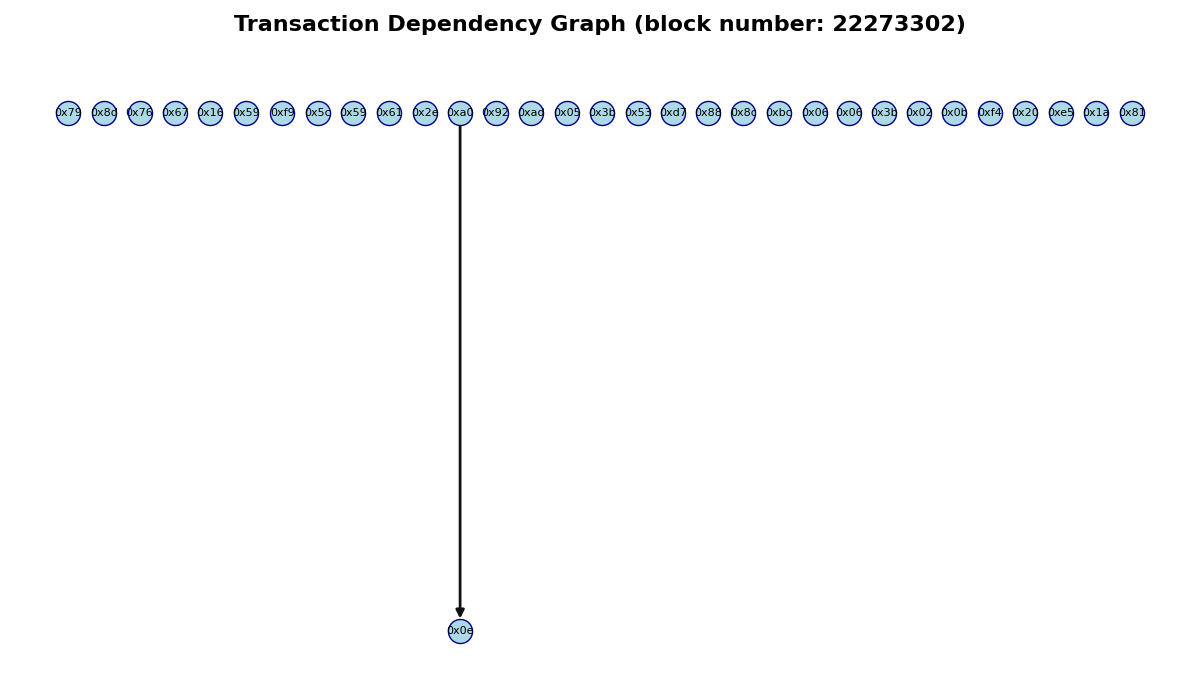 Transaction Dependency Graph (block number: 22273302)
0x79 0x8d 0x76 0x67 0x16 0x59 0xf9 0x5c 0x59 0x61 0x2e 0xa0 0x92 0xad 0x05 0x3b 0x53 0xd7 0x88 0x8c 0xbc 0x06 0x06 0x3b 0x02 0x0b 0xf4 0x20 0xe5 0x1a 0x81
0x0e